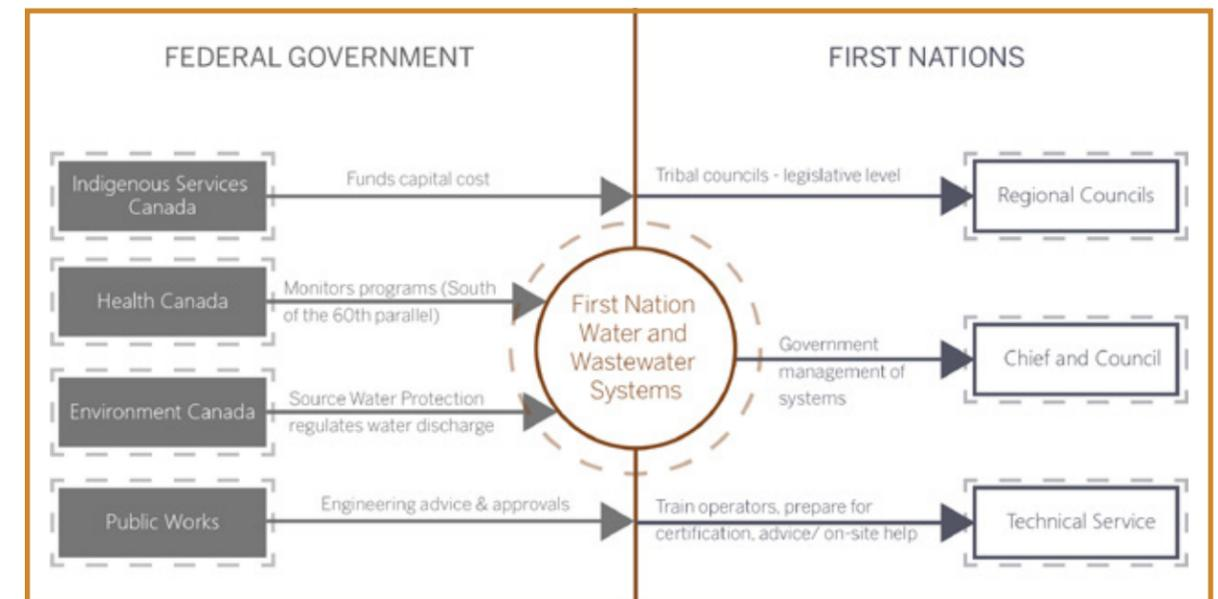 FEDERAL GOVERNMENT
FIRST NATIONS
Indigenous Services
Canada
Funds capital cost
Tribal councils - legislative level
Regional Councils
Health Canada
Monitors programs (South
of the 60th parallel)
First Nation
Water and
Wastewater
Systems
Government
management of
systems
Chief and Council
Environment Canada
Source Water Protection
regulates water discharge
Public Works
Engineering advice & approvals
Train operators, prepare for
certification, advice/ on-site help
Technical Service